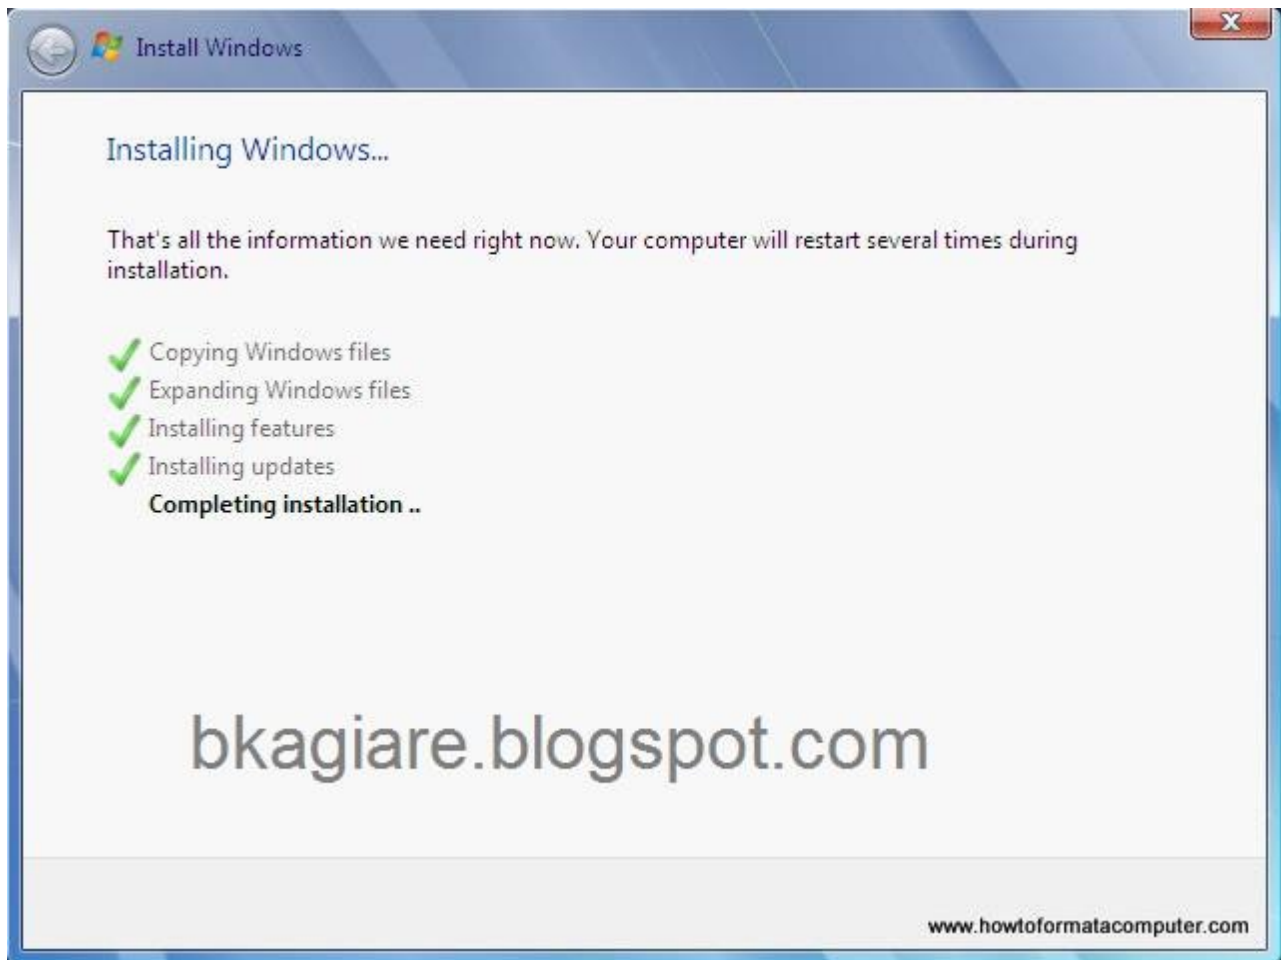 Install Windows
Installing Windows...
That's all the information we need right now. Your computer will restart several times during
installation.
Copying Windows files
Expanding Windows files
Installing features
Installing updates
Completing installation ..
bkagiare.blogspot.com
www.howtoformatacomputer.com